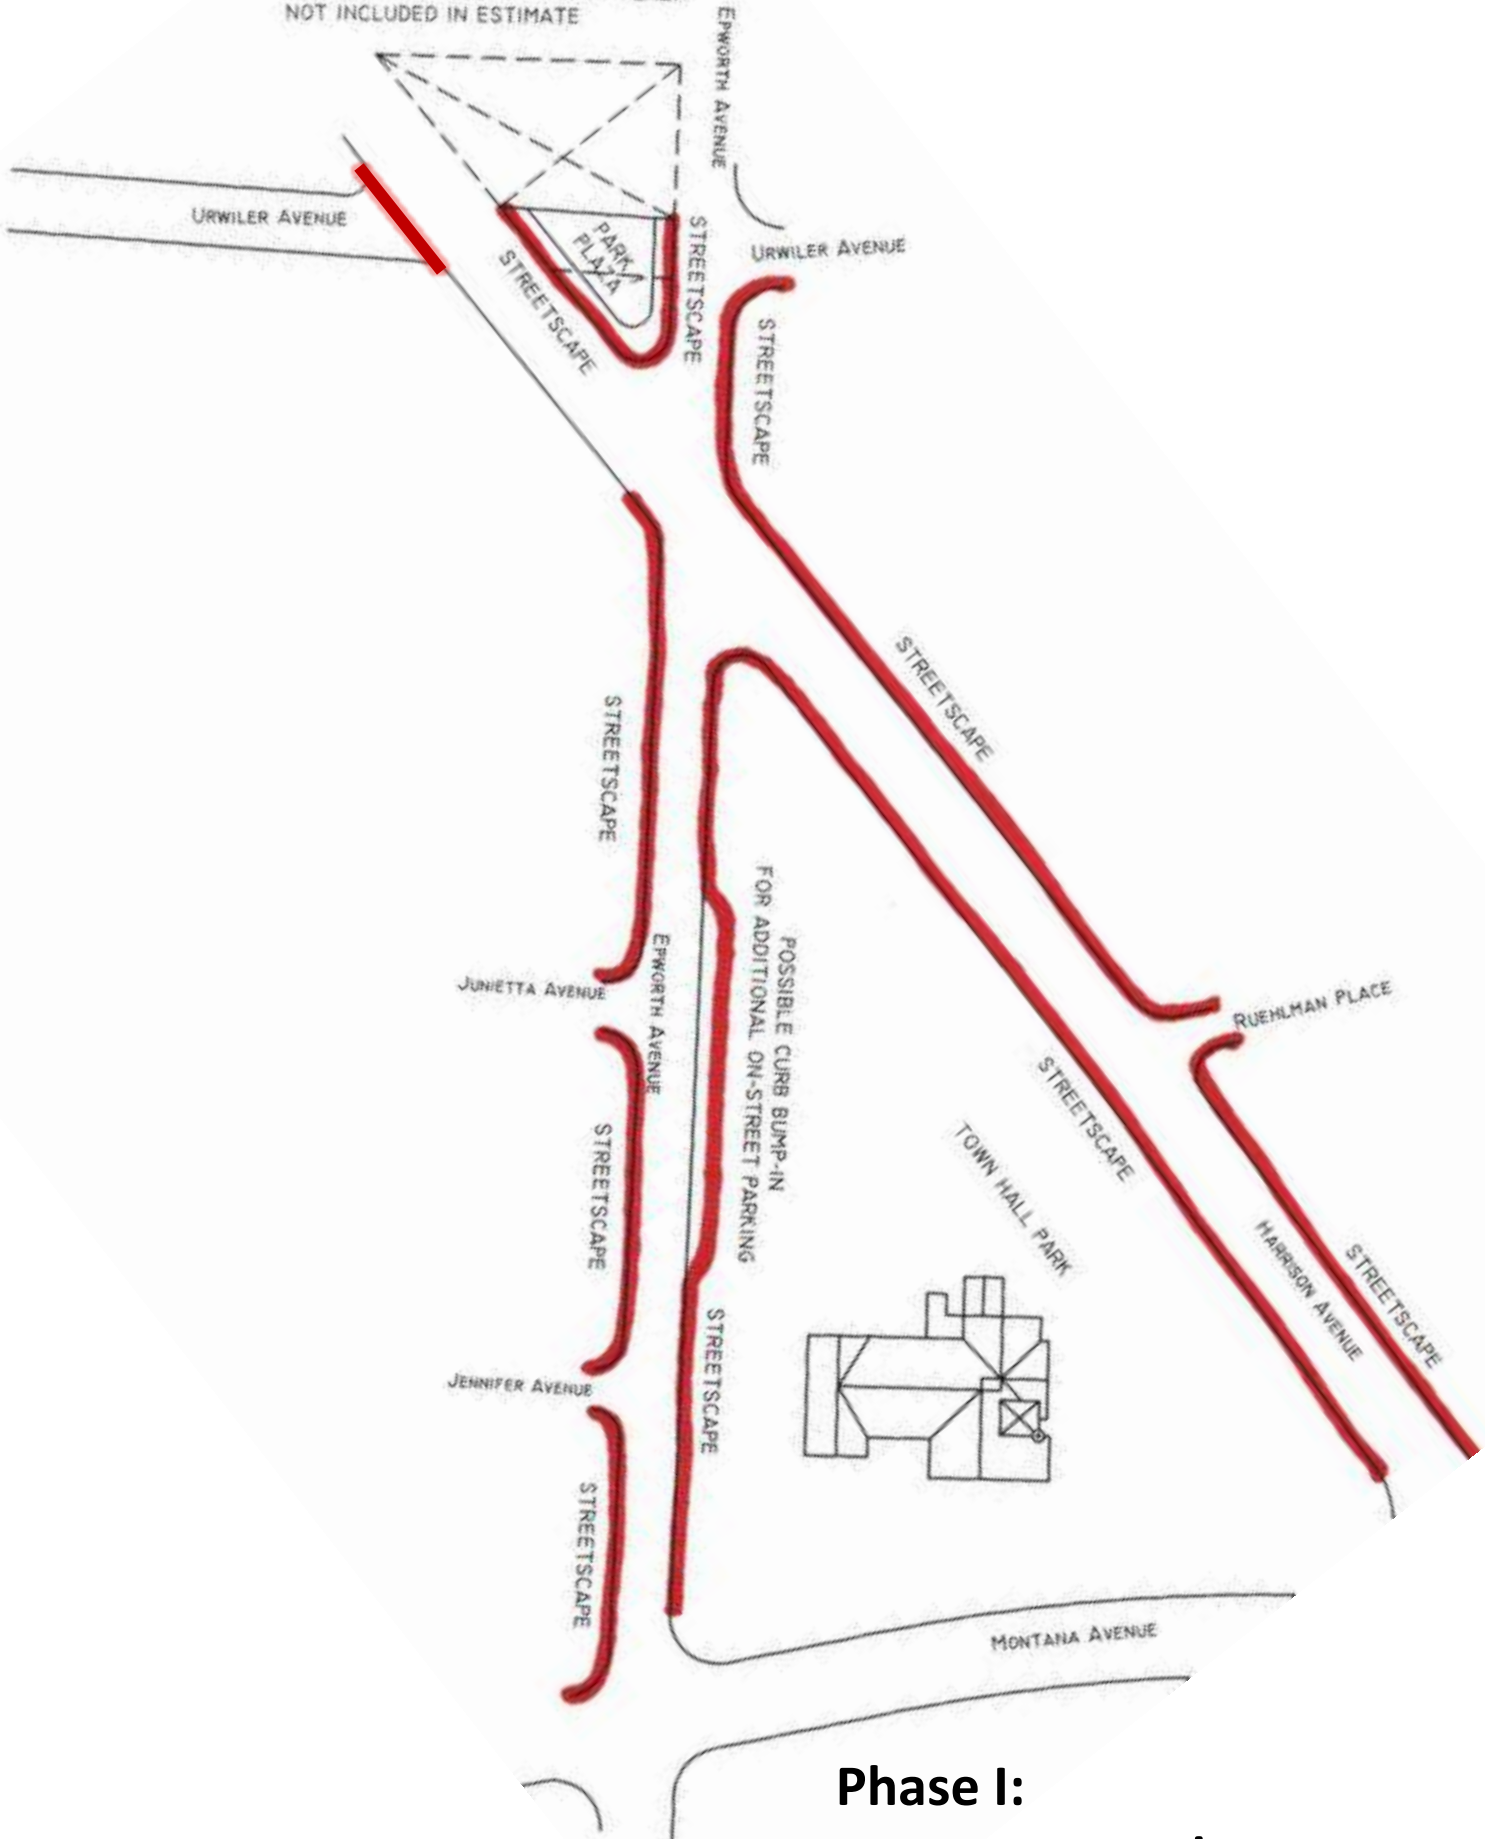 NOT INCLUDED IN ESTIMATE
EPWORTH AVENUE
URWILER AVENUE
PARK
PLAZA
STREETSCAPE
STREETSCAPE
URWILER AVENUE
STREETSCAPE
STREETSCAPE
STREETSCAPE
POSSIBLE CURB BUMP-IN
FOR ADDITIONAL ON-STREET PARKING
JUNIETTA AVENUE
EPWORTH AVENUE
RUEHLMAN PLACE
STREETSCAPE
STREETSCAPE
TOWN HALL PARK
HARRISON AVENUE
STREETSCAPE
JENNIFER AVENUE
STREETSCAPE
STREETSCAPE
MONTANA AVENUE
Phase I: